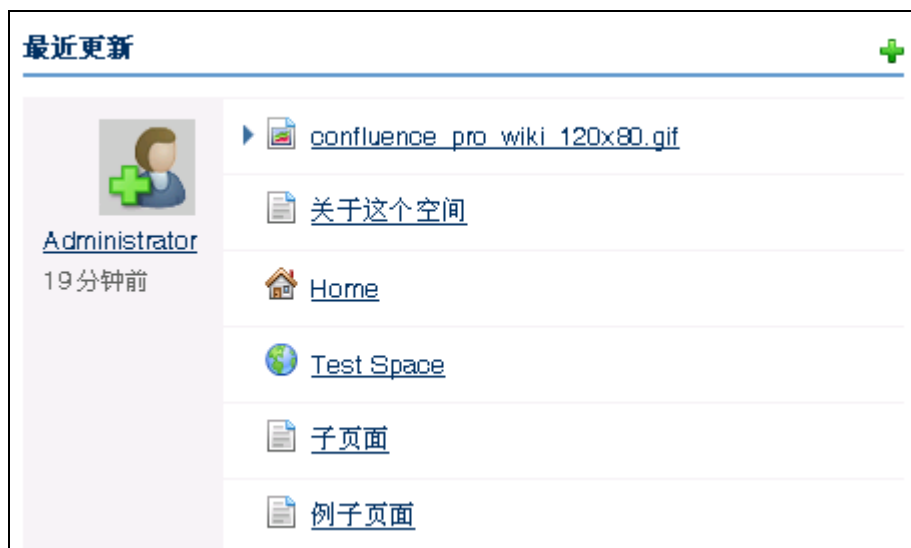 最近更新
confluence_pro_wiki_120x80.gif
关于这个空间
Administrator
19分钟前
Home
Test Space
子页面
例子页面